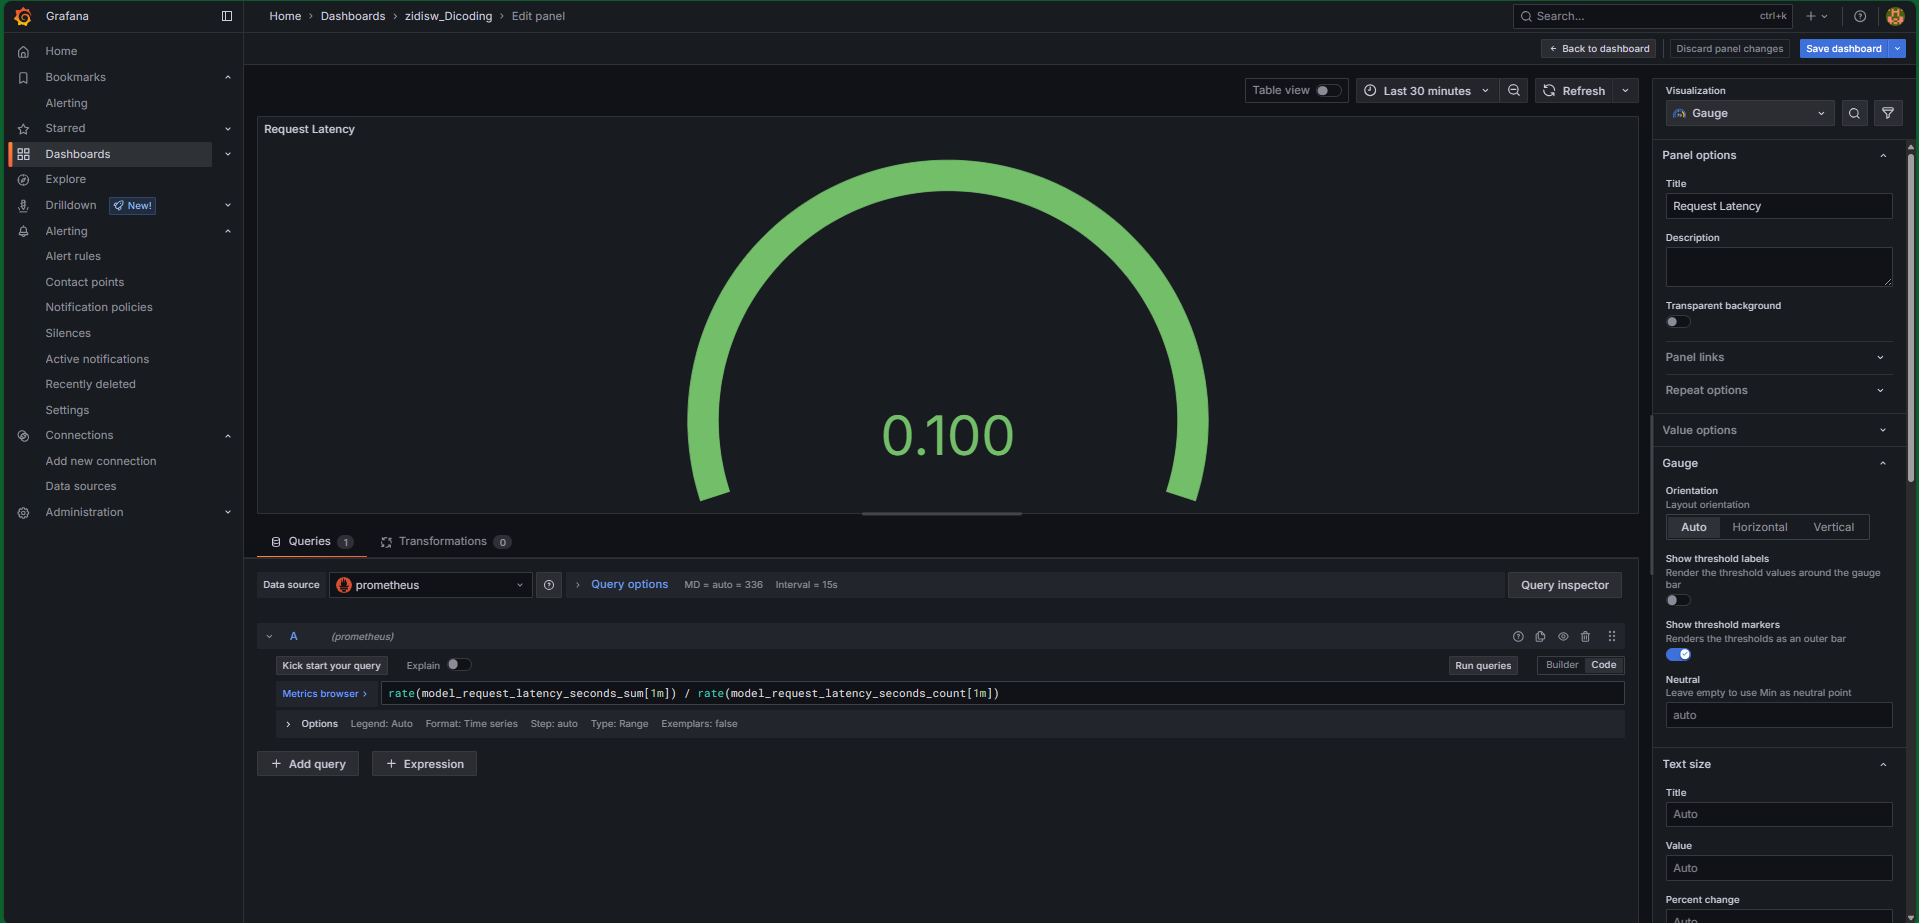 Grafana
Home › Dashboards › zidisw_Dicoding › Edit panel
Search...
ctrl+k
Back to dashboard
Discard panel changes
Save dashboard
Home
Bookmarks
Alerting
Starred
Dashboards
Explore
Drilldown
New!
Alerting
Alert rules
Contact points
Notification policies
Silences
Active notifications
Recently deleted
Settings
Connections
Add new connection
Data sources
Administration
Table view
Last 30 minutes
Refresh
Request Latency
0.100
Queries 1
Transformations 0
Data source
prometheus
Query options
MD = auto = 336
Interval = 15s
Query inspector
A
(prometheus)
Kick start your query
Explain
Run queries
Builder
Code
Metrics browser ›
rate(model_request_latency_seconds_sum[1m]) / rate(model_request_latency_seconds_count[1m])
Options
Legend: Auto
Format: Time series
Step: auto
Type: Range
Exemplars: false
+ Add query
+ Expression
Visualization
Gauge
Panel options
Title
Request Latency
Description
Transparent background
Panel links
Repeat options
Value options
Gauge
Orientation
Layout orientation
Auto
Horizontal
Vertical
Show threshold labels
Render the threshold values around the gauge
bar
Show threshold markers
Renders the thresholds as an outer bar
Neutral
Leave empty to use Min as neutral point
auto
Text size
Title
Auto
Value
Auto
Percent change
Auto